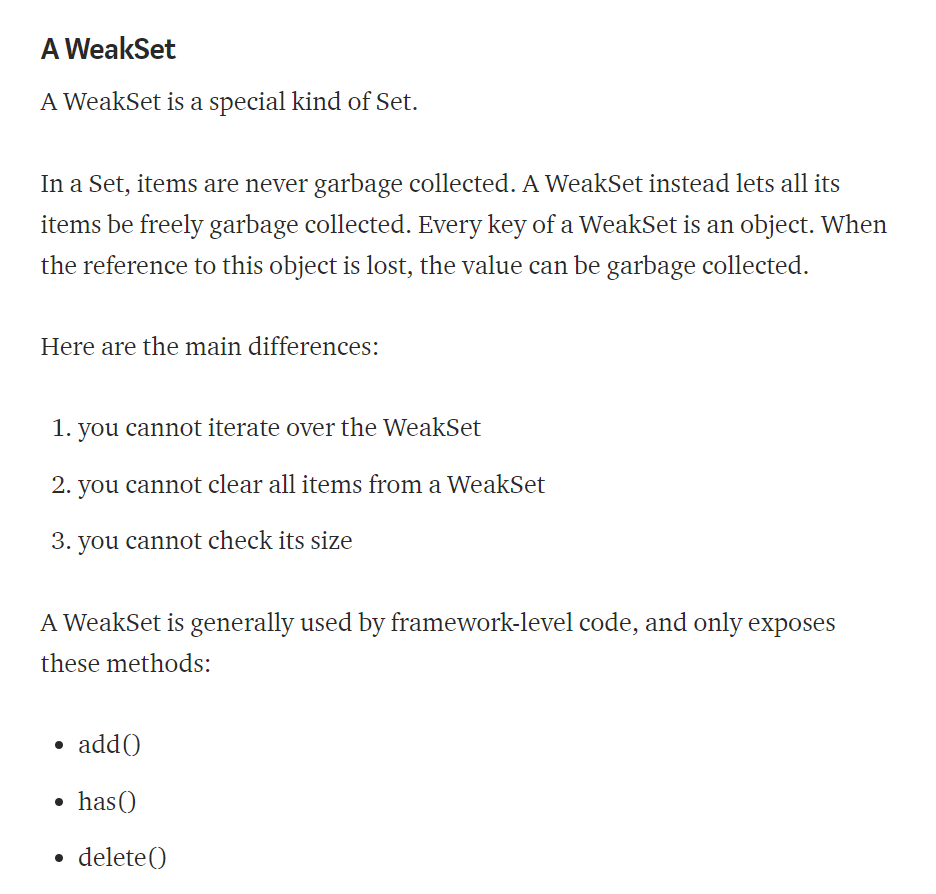 A WeakSet
A WeakSet is a special kind of Set.
In a Set, items are never garbage collected. A WeakSet instead lets all its
items be freely garbage collected. Every key of a WeakSet is an object. When
the reference to this object is lost, the value can be garbage collected.
Here are the main differences:
1. you cannot iterate over the WeakSet
2. you cannot clear all items from a WeakSet
3. you cannot check its size
A WeakSet is generally used by framework-level code, and only exposes
these methods:
• add()
• has()
• delete()